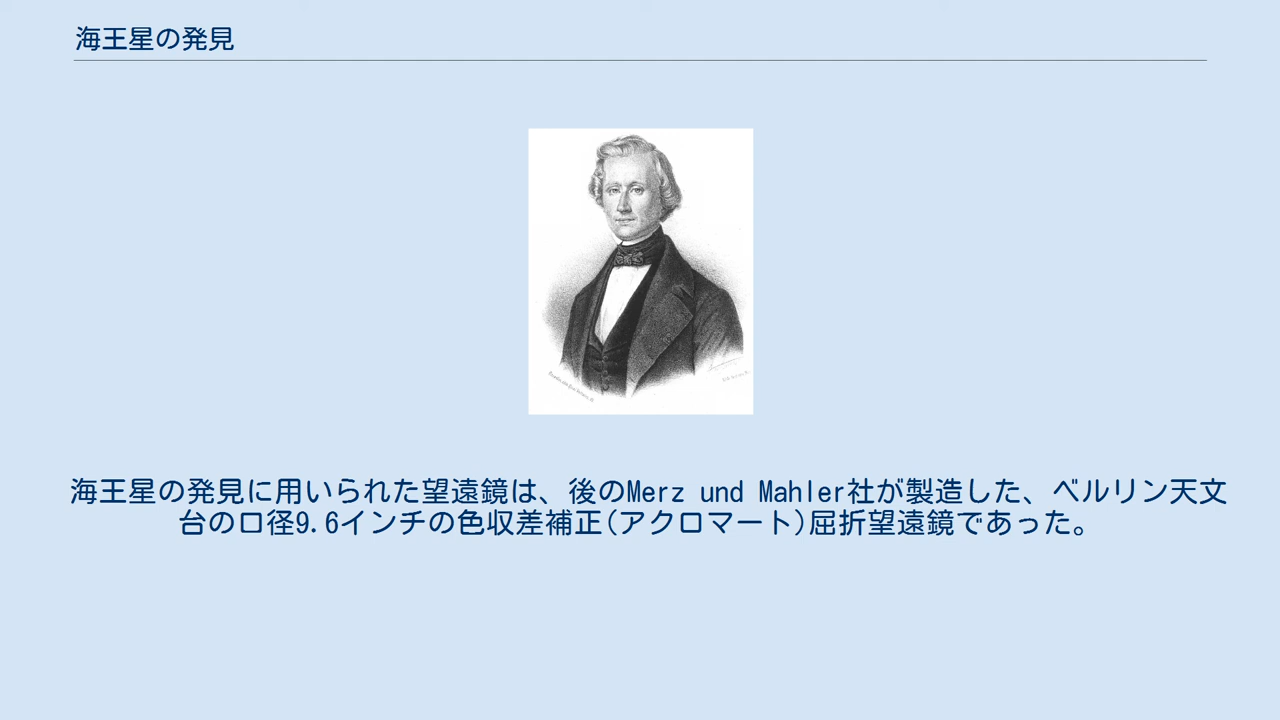 海王星の発見
海王星の発見に用いられた望遠鏡は、後のMerz und Mahler社が製造した、ベルリン天文
台の口径9.6インチの色収差補正(アクロマート)屈折望遠鏡であった。